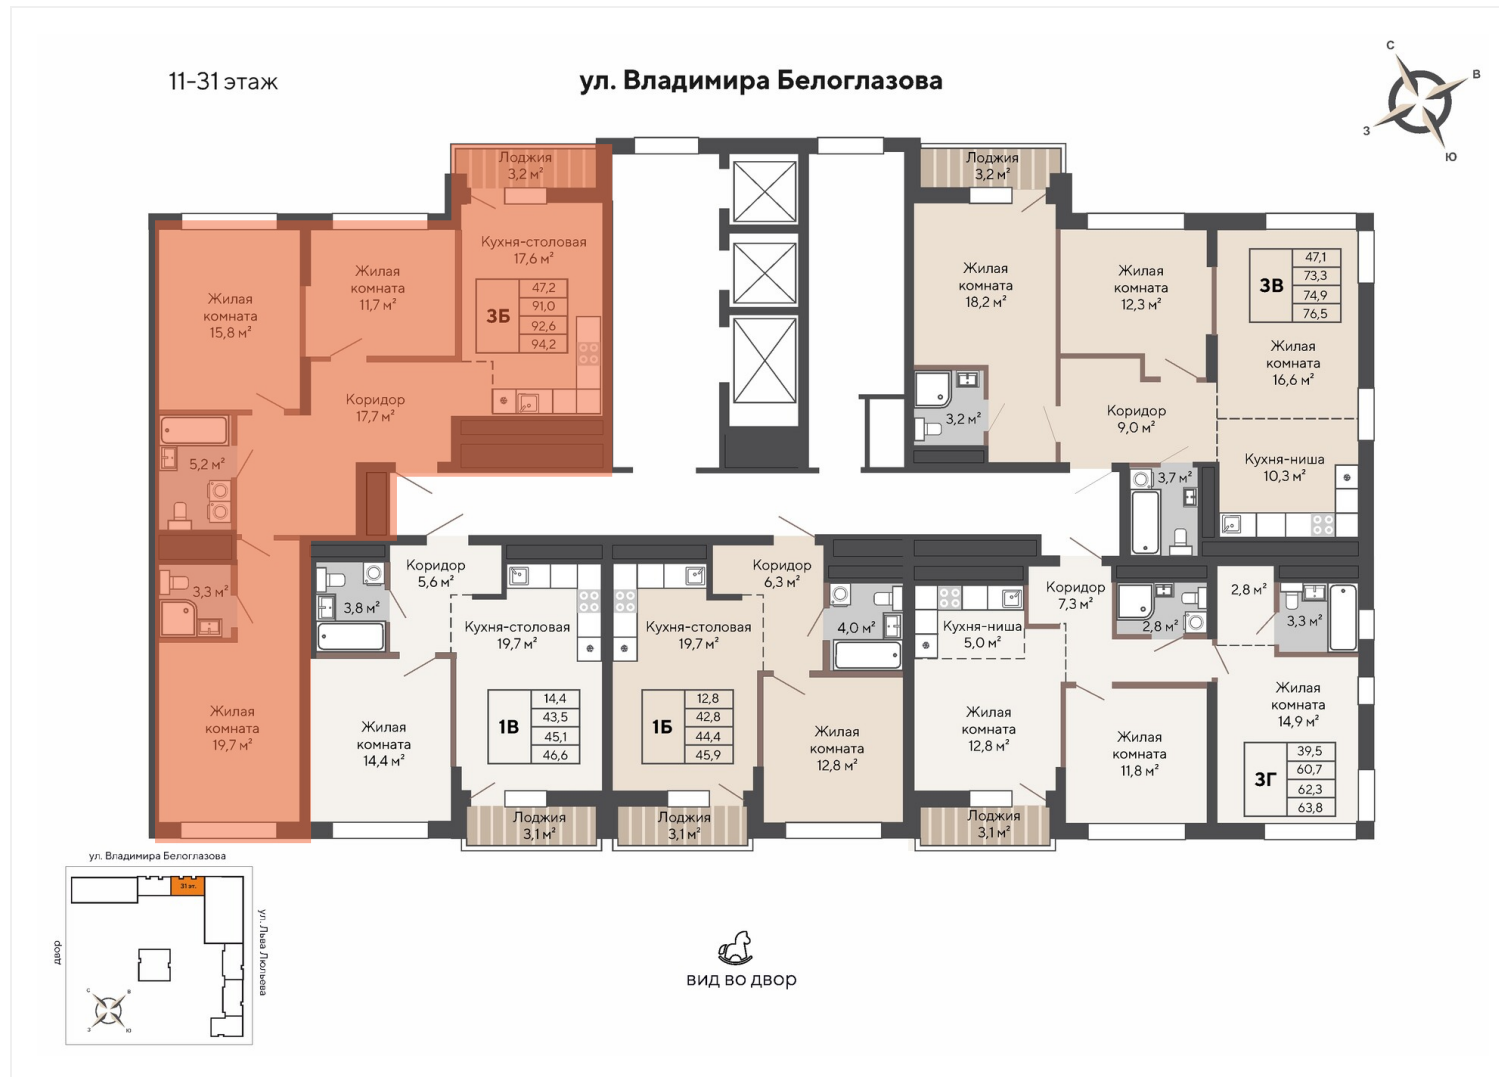 11-31 этаж
ул. Владимира Белоглазова
С
В
З
Ю
Лоджия
3,2 м²
Кухня-столовая
17,6 м²
3Б
47,2
91,0
92,6
94,2
Жилая
комната
11,7 м²
Жилая
комната
15,8 м²
Коридор
17,7 м²
5,2 м²
3,3 м²
Жилая
комната
19,7 м²
Лоджия
3,2 м²
Жилая
комната
18,2 м²
Жилая
комната
12,3 м²
3В
47,1
73,3
74,9
76,5
Жилая
комната
16,6 м²
3,2 м²
Коридор
9,0 м²
Кухня-ниша
10,3 м²
3,7 м²
Коридор
5,6 м²
3,8 м²
Кухня-столовая
19,7 м²
1В
14,4
43,5
45,1
46,6
Жилая
комната
14,4 м²
Лоджия
3,1 м²
Коридор
6,3 м²
4,0 м²
Кухня-столовая
19,7 м²
1Б
12,8
42,8
44,4
45,9
Жилая
комната
12,8 м²
Лоджия
3,1 м²
Коридор
7,3 м²
Кухня-ниша
5,0 м²
2,8 м²
2,8 м²
3,3 м²
Жилая
комната
12,8 м²
Жилая
комната
11,8 м²
Жилая
комната
14,9 м²
3Г
39,5
60,7
62,3
63,8
Лоджия
3,1 м²
ул. Владимира Белоглазова
31 эт.
двор
ул. Льва Люльева
С
В
З
Ю
вид во двор